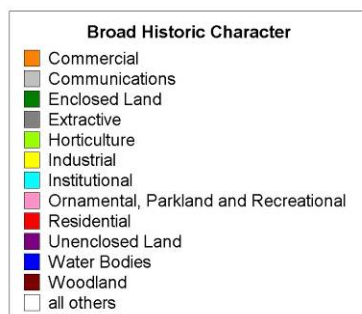 Broad Historic Character
Commercial
Communications
Enclosed Land
Extractive
Horticulture
Industrial
Institutional
Ornamental, Parkland and Recreational
Residential
Unenclosed Land
Water Bodies
Woodland
all others